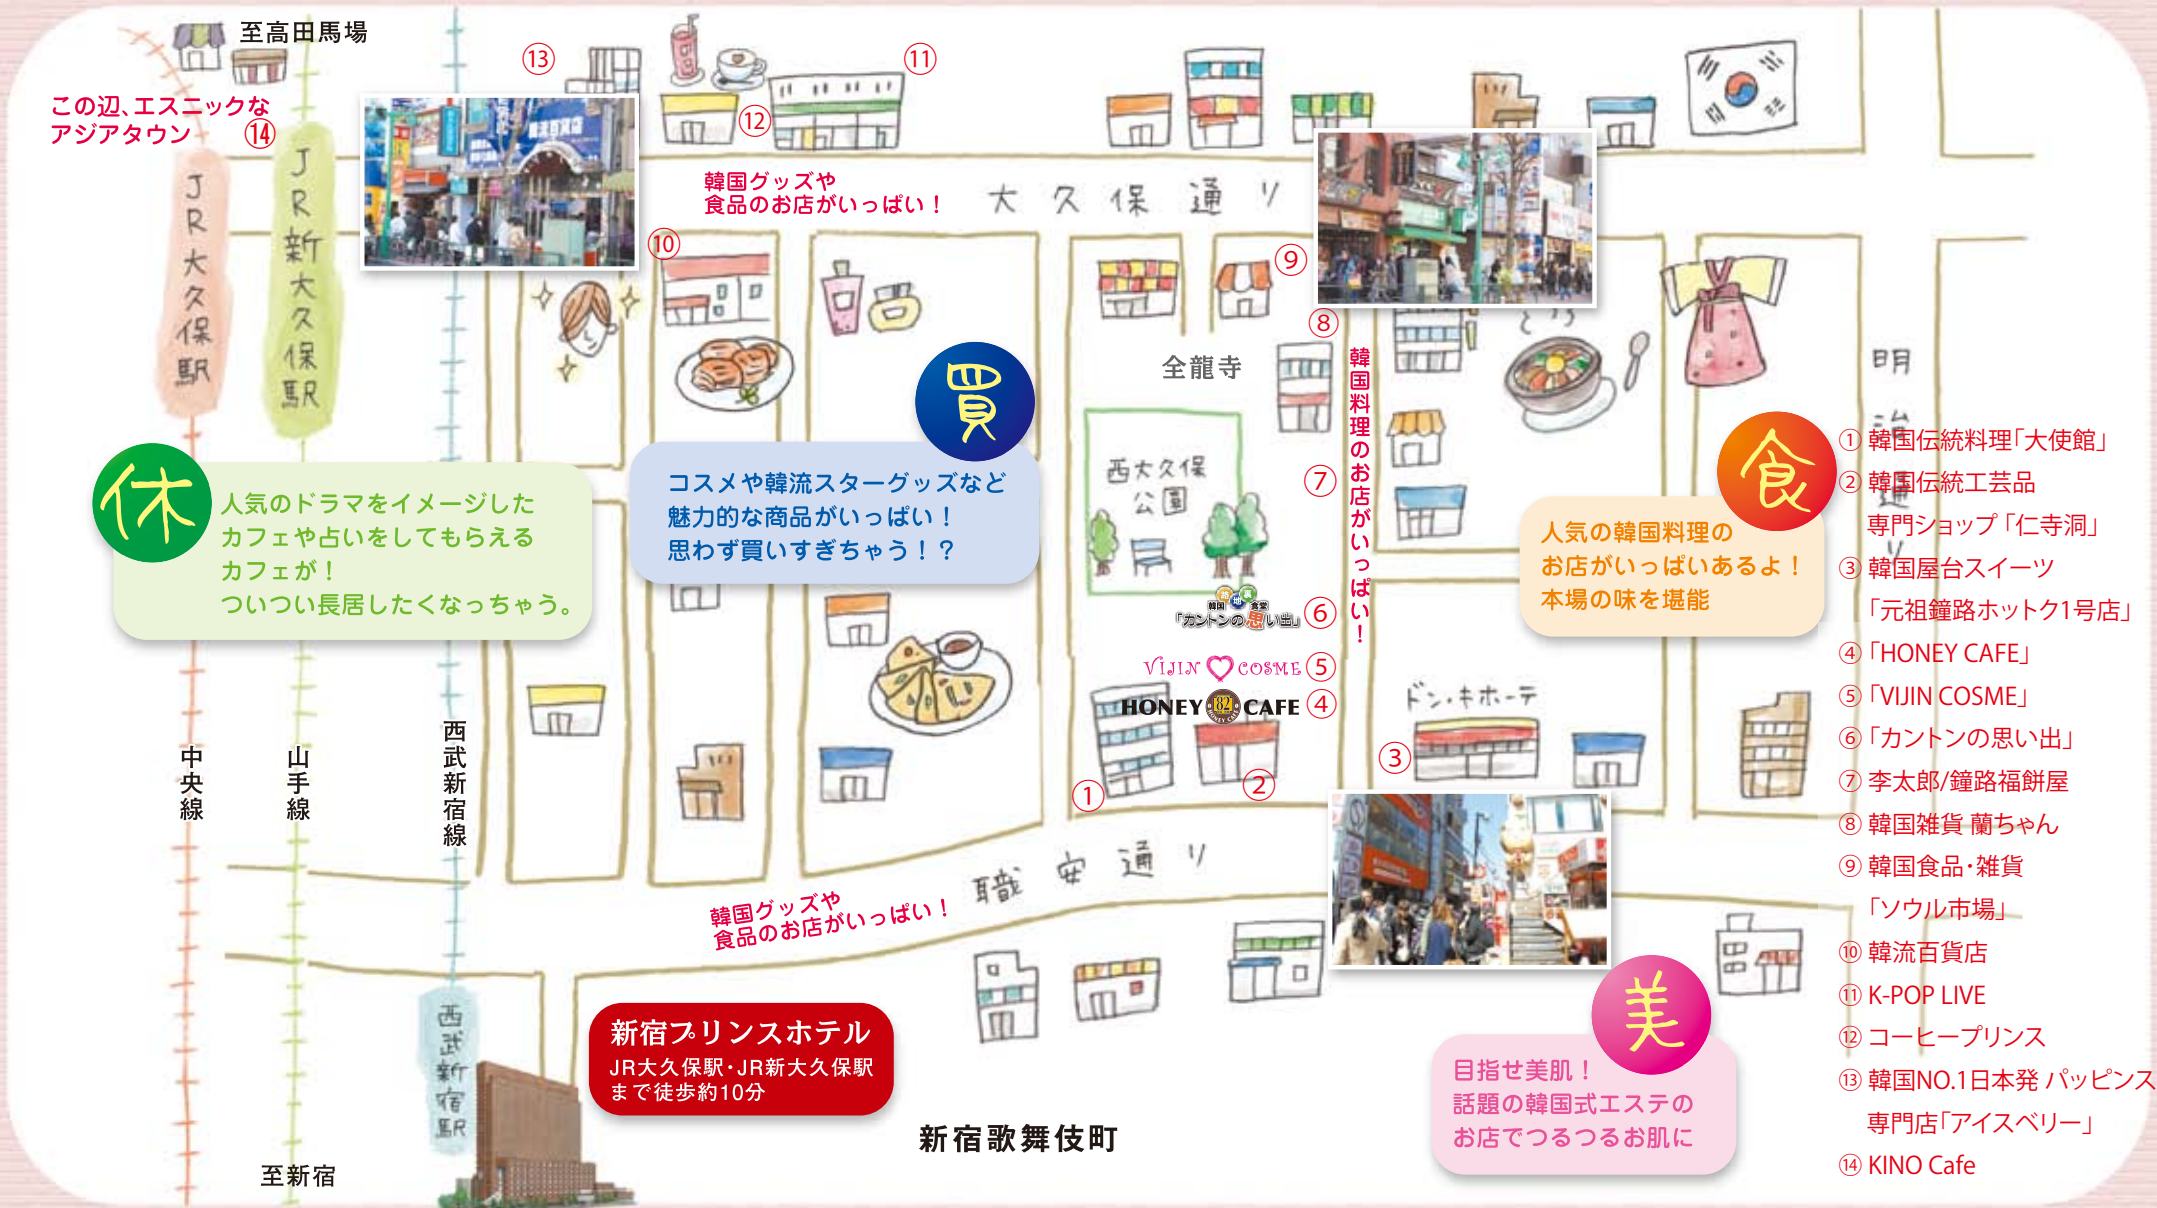 至高田馬場
この辺、エスニックな
アジアタウン ⑭
JR大久保駅
JR新大久保駅
⑬
⑫
⑪
韓流百貨店
韓国グッズや
食品のお店がいっぱい！
大久保通り
⑩
⑨
⑧
全龍寺
西大久保
公園
⑦
韓国料理のお店がいっぱい！
韓国 路地裏 食堂
「カントンの思い出」 ⑥
VIJIN COSME ⑤
HONEY 82 CAFE ④
HONEY CAFE
ドン・キホーテ
③
①
②
明治通り
休
人気のドラマをイメージした
カフェや占いをしてもらえる
カフェが！
ついつい長居したくなっちゃう。
買
コスメや韓流スターグッズなど
魅力的な商品がいっぱい！
思わず買いすぎちゃう！？
食
人気の韓国料理の
お店がいっぱいあるよ！
本場の味を堪能
中央線
山手線
西武新宿線
職安通り
韓国グッズや
食品のお店がいっぱい！
西武新宿駅
新宿プリンスホテル
JR大久保駅・JR新大久保駅
まで徒歩約10分
至新宿
新宿歌舞伎町
美
目指せ美肌！
話題の韓国式エステの
お店でつるつるお肌に
① 韓国伝統料理「大使館」
② 韓国伝統工芸品
専門ショップ「仁寺洞」
③ 韓国屋台スイーツ
「元祖鐘路ホットク1号店」
④「HONEY CAFE」
⑤「VIJIN COSME」
⑥「カントンの思い出」
⑦ 李太郎/鐘路福餅屋
⑧ 韓国雑貨 蘭ちゃん
⑨ 韓国食品・雑貨
「ソウル市場」
⑩ 韓流百貨店
⑪ K-POP LIVE
⑫ コーヒープリンス
⑬ 韓国NO.1日本発 パッピンス
専門店「アイスベリー」
⑭ KINO Cafe